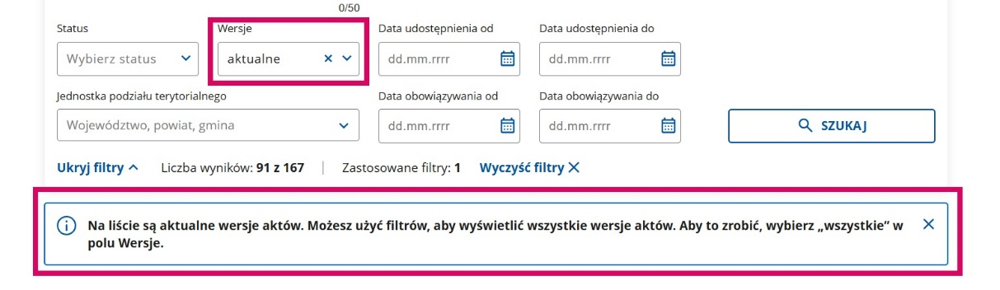 0/50
Status Wersje Data udostępnienia od Data udostępnienia do
Wybierz status aktualne dd.mm.rrrr dd.mm.rrrr
Jednostka podziału terytorialnego Data obowiązywania od Data obowiązywania do
Województwo, powiat, gmina dd.mm.rrrr dd.mm.rrrr SZUKAJ
Ukryj filtry Liczba wyników: 91 z 167 | Zastosowane filtry: 1 Wyczyść filtry
Na liście są aktualne wersje aktów. Możesz użyć filtrów, aby wyświetlić wszystkie wersje aktów. Aby to zrobić, wybierz „wszystkie” w
polu Wersje.